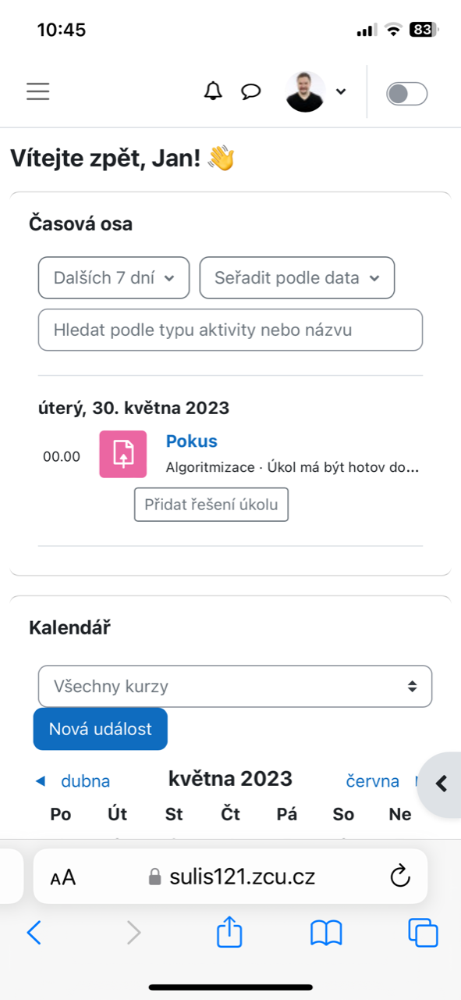 10:45
83
Vítejte zpět, Jan! 👋
Časová osa
Dalších 7 dní
Seřadit podle data
Hledat podle typu aktivity nebo názvu
úterý, 30. května 2023
00.00
Pokus
Algoritmizace · Úkol má být hotov do...
Přidat řešení úkolu
Kalendář
Všechny kurzy
Nová událost
◀ dubna
května 2023
června
Po Út St Čt Pá So Ne
AA
sulis121.zcu.cz